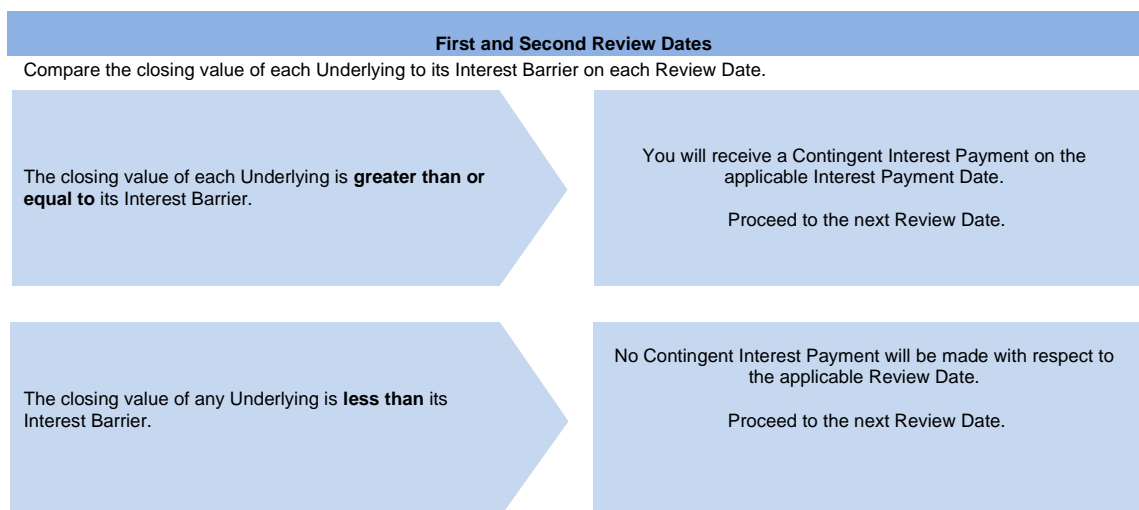 First and Second Review Dates
Compare the closing value of each Underlying to its Interest Barrier on each Review Date.
The closing value of each Underlying is greater than or
equal to its Interest Barrier.
You will receive a Contingent Interest Payment on the
applicable Interest Payment Date.
Proceed to the next Review Date.
The closing value of any Underlying is less than its
Interest Barrier.
No Contingent Interest Payment will be made with respect to
the applicable Review Date.
Proceed to the next Review Date.